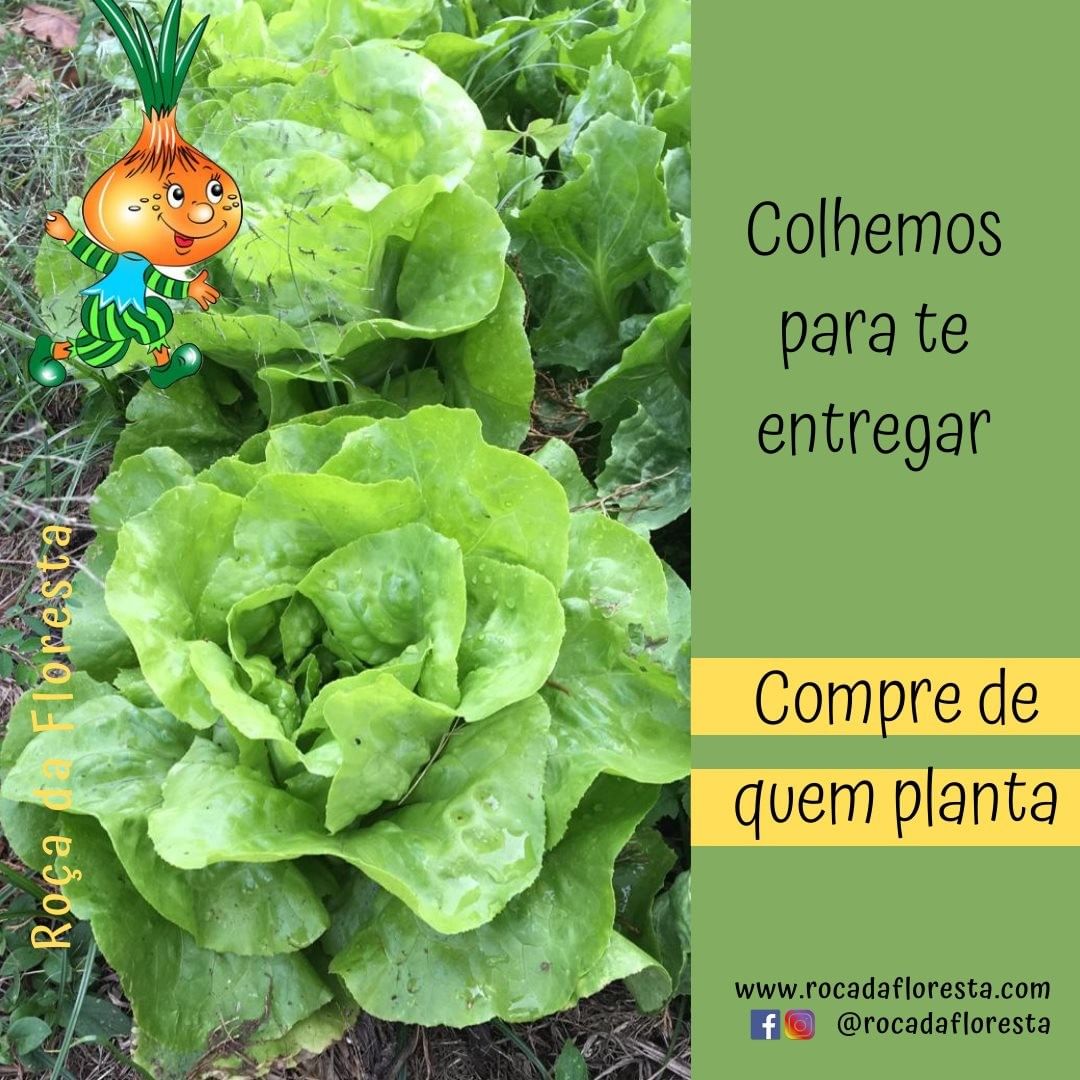 Roça da Floresta
Colhemos
para te
entregar
Compre de
quem planta
www.rocadafloresta.com
@rocadafloresta